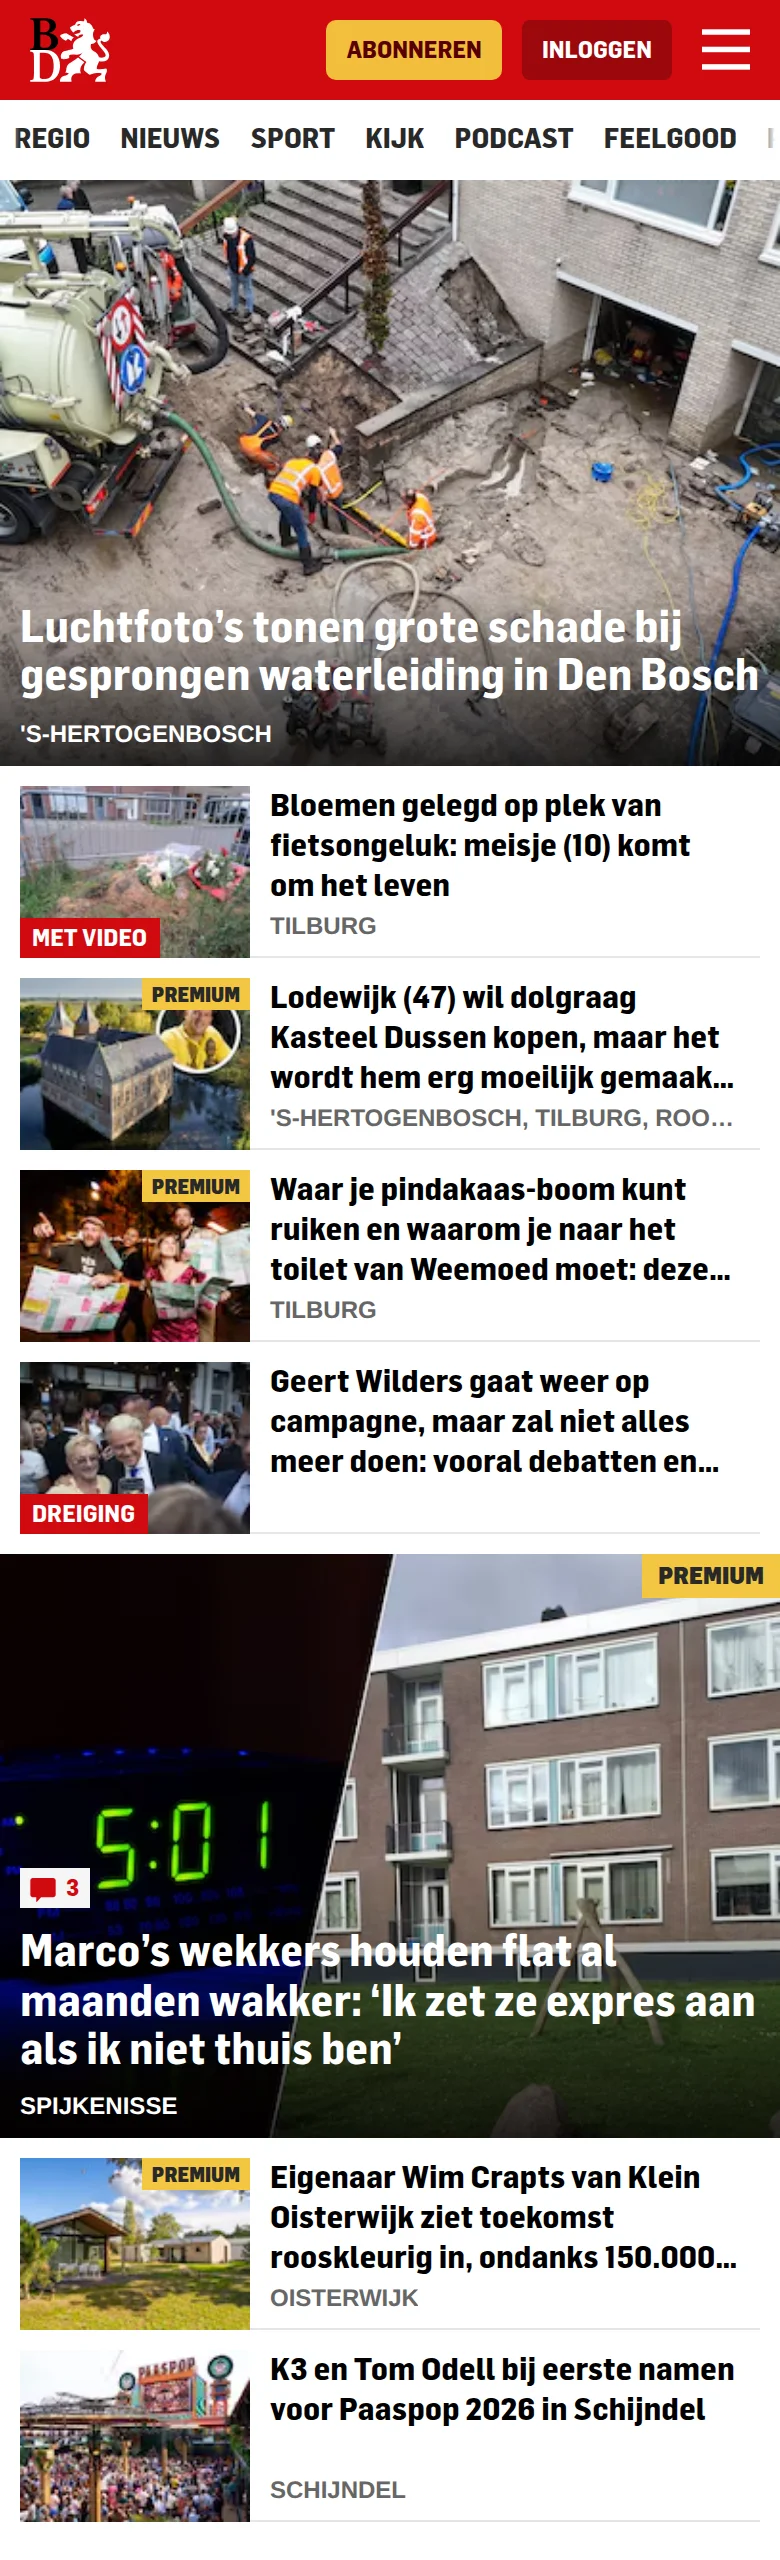 B
D
ABONNEREN
INLOGGEN
REGIO NIEUWS SPORT KIJK PODCAST FEELGOOD
Luchtfoto’s tonen grote schade bij
gesprongen waterleiding in Den Bosch
'S-HERTOGENBOSCH
MET VIDEO
Bloemen gelegd op plek van
fietsongeluk: meisje (10) komt
om het leven
TILBURG
PREMIUM
Lodewijk (47) wil dolgraag
Kasteel Dussen kopen, maar het
wordt hem erg moeilijk gemaak...
'S-HERTOGENBOSCH, TILBURG, ROO...
PREMIUM
Waar je pindakaas-boom kunt
ruiken en waarom je naar het
toilet van Weemoed moet: deze...
TILBURG
DREIGING
Geert Wilders gaat weer op
campagne, maar zal niet alles
meer doen: vooral debatten en...
PREMIUM
5:01
3
Marco’s wekkers houden flat al
maanden wakker: ‘Ik zet ze expres aan
als ik niet thuis ben’
SPIJKENISSE
PREMIUM
Eigenaar Wim Crapts van Klein
Oisterwijk ziet toekomst
rooskleurig in, ondanks 150.000...
OISTERWIJK
PAASPOP
K3 en Tom Odell bij eerste namen
voor Paaspop 2026 in Schijndel
SCHIJNDEL